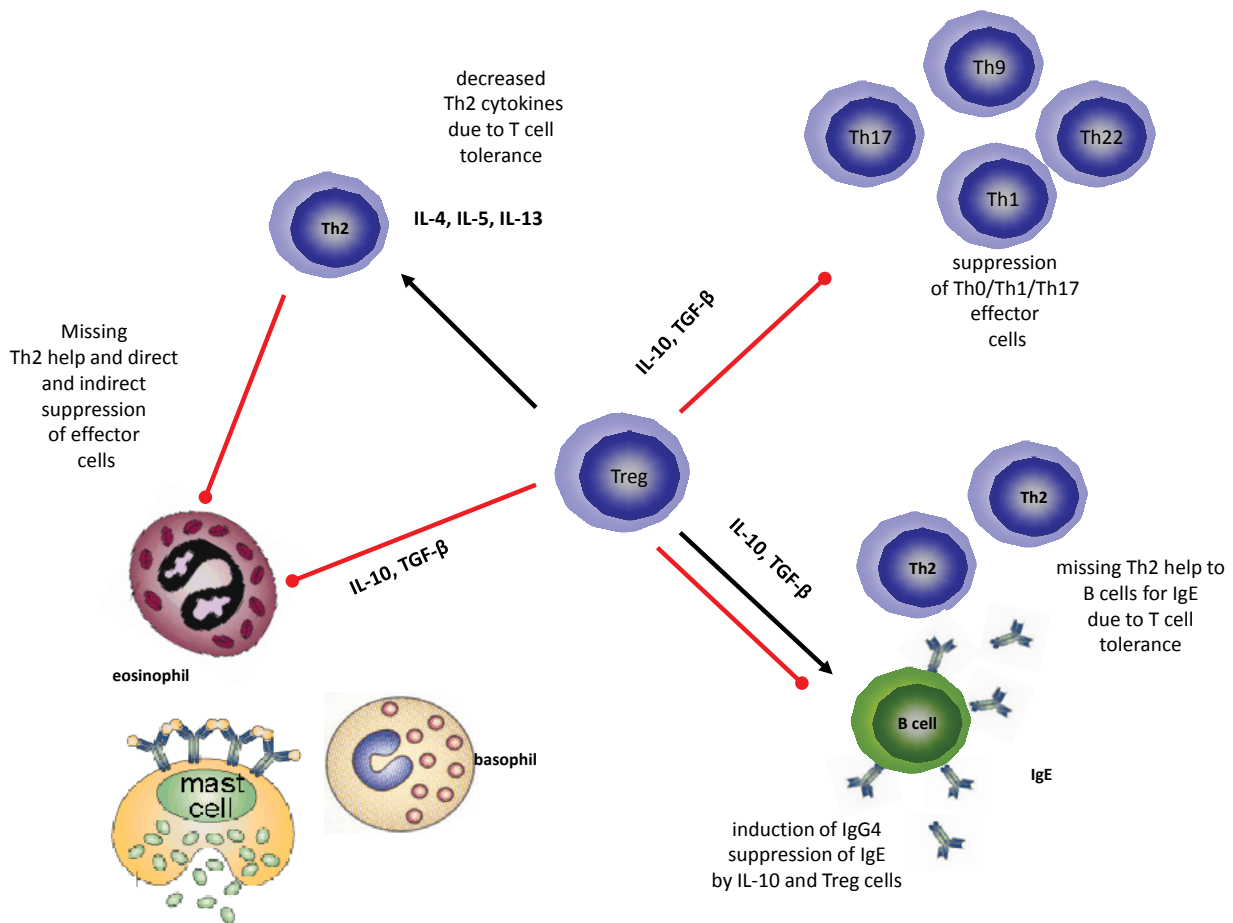 decreased
Th2 cytokines
due to T cell
tolerance
Th2
IL-4, IL-5, IL-13
Th9
Th17
Th22
Th1
suppression
of Th0/Th1/Th17
effector
cells
Missing
Th2 help and direct
and indirect
suppression
of effector
cells
IL-10, TGF-β
Treg
IL-10, TGF-β
IL-10, TGF-β
Th2
Th2
missing Th2 help to
B cells for IgE
due to T cell
tolerance
eosinophil
mast
cell
basophil
B cell
IgE
induction of IgG4
suppression of IgE
by IL-10 and Treg cells